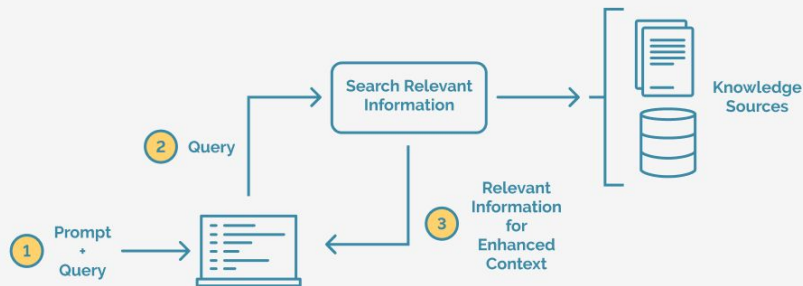 Search Relevant
Information
Knowledge
Sources
2 Query
3 Relevant
Information
for
Enhanced
Context
1 Prompt
+
Query